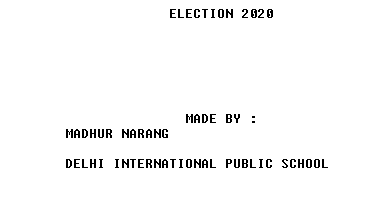 ELECTION 2020
MADE BY :
MADHUR NARANG
DELHI INTERNATIONAL PUBLIC SCHOOL